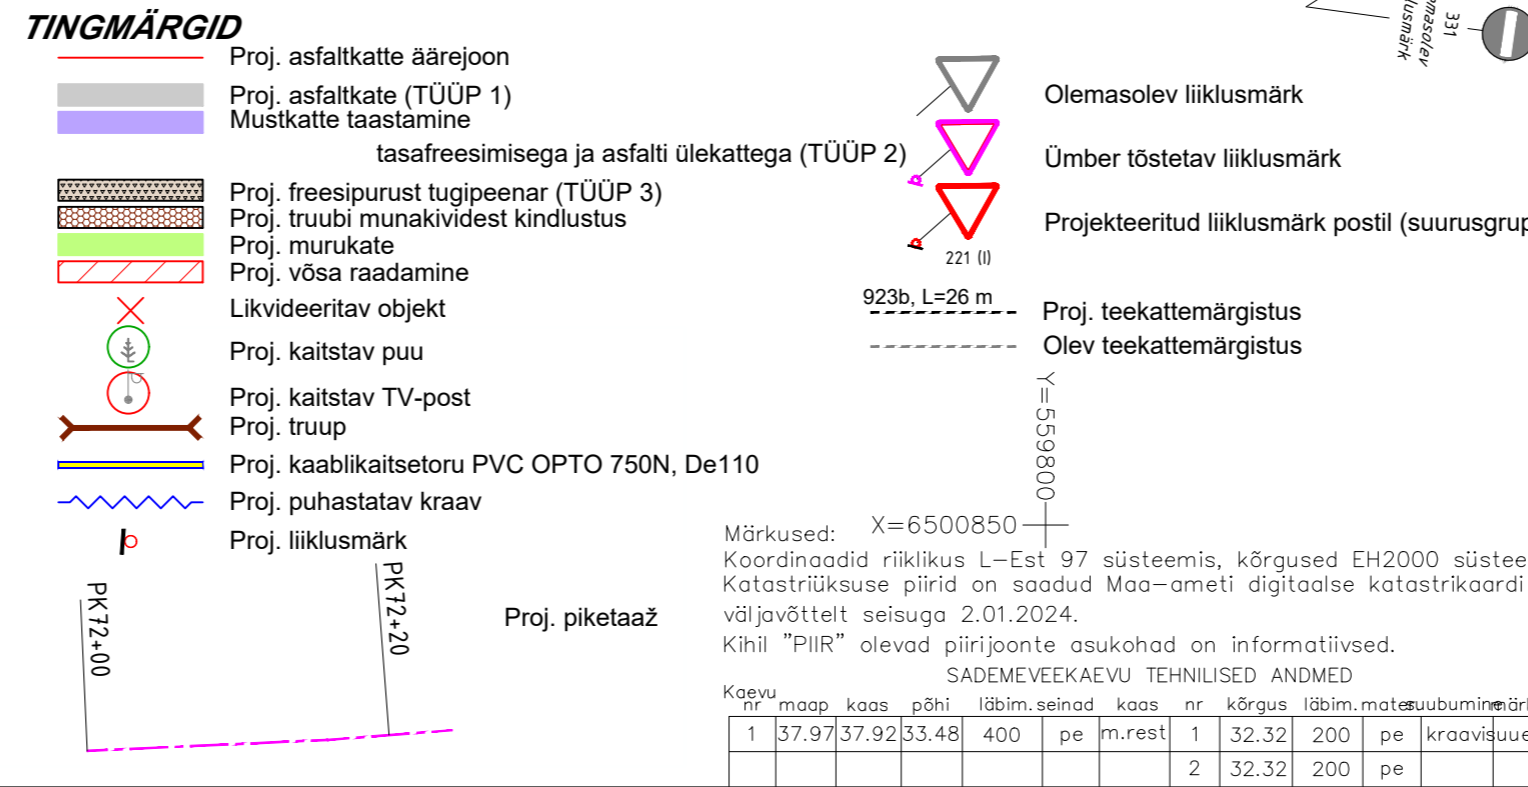 TINGMÄRGID
Proj. asfaltkatte äärejoon
Proj. asfaltkate (TÜÜP 1)
Mustkatte taastamine
tasafreesimisega ja asfalti ülekattega (TÜÜP 2)
Proj. freesipurust tugipeenar (TÜÜP 3)
Proj. truubi munakividest kindlustus
Proj. murukate
Proj. võsa raadamine
Likvideeritav objekt
Proj. kaitstav puu
Proj. kaitstav TV-post
Proj. truup
Proj. kaablikaitsetoru PVC OPTO 750N, De110
Proj. puhastatav kraav
Proj. liiklusmärk
PK72+00
PK72+20
Proj. piketaaž
331
emasolev
lusmärk
Olemasolev liiklusmärk
Ümber tõstetav liiklusmärk
Projekteeritud liiklusmärk postil (suurusgrup
221 (I)
923b, L=26 m
Proj. teekattemärgistus
Olev teekattemärgistus
Y=559800
X=6500850
Märkused:
Koordinaadid riiklikus L-Est 97 süsteemis, kõrgused EH2000 süstee
Katastriüksuse piirid on saadud Maa-ameti digitaalse katastrikaardi
väljavõttelt seisuga 2.01.2024.
Kihil "PIIR" olevad piirijoonte asukohad on informatiivsed.
SADEMEVEEKAEVU TEHNILISED ANDMED
Kaevu
nr maap kaas põhi läbim. seinad kaas nr kõrgus läbim. mater. suubumine märk
1 37.97 37.92 33.48 400 pe m.rest 1 32.32 200 pe kraavi suue
2 32.32 200 pe